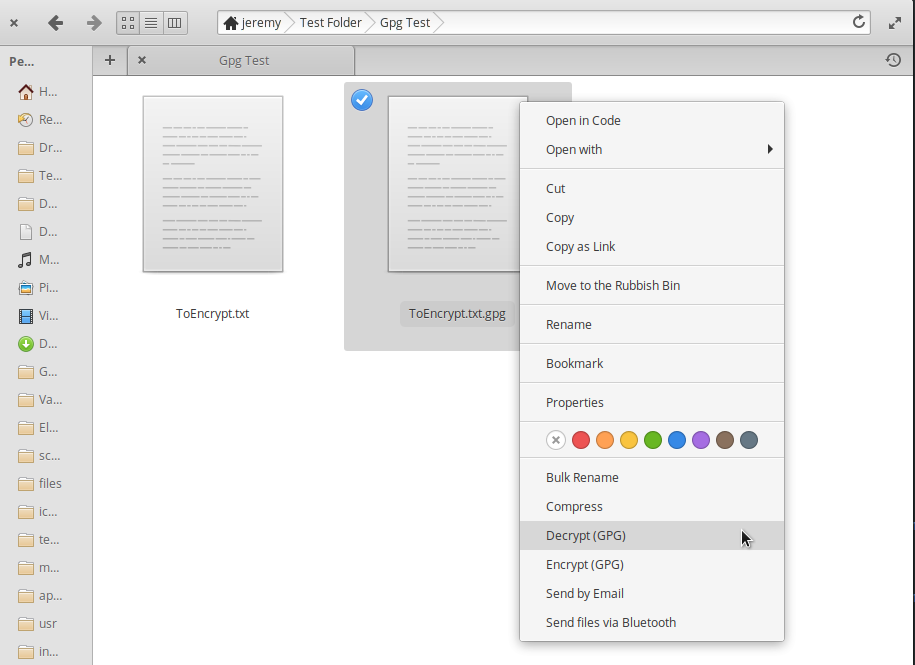 jeremy
Test Folder
Gpg Test
Pe...
Gpg Test
H...
Re...
Dr...
Te...
D...
D...
M...
Pi...
Vi...
D...
G...
Va...
El...
sc...
files
ic...
te...
m...
ap...
usr
in...
ToEncrypt.txt
ToEncrypt.txt.gpg
Open in Code
Open with
Cut
Copy
Copy as Link
Move to the Rubbish Bin
Rename
Bookmark
Properties
Bulk Rename
Compress
Decrypt (GPG)
Encrypt (GPG)
Send by Email
Send files via Bluetooth